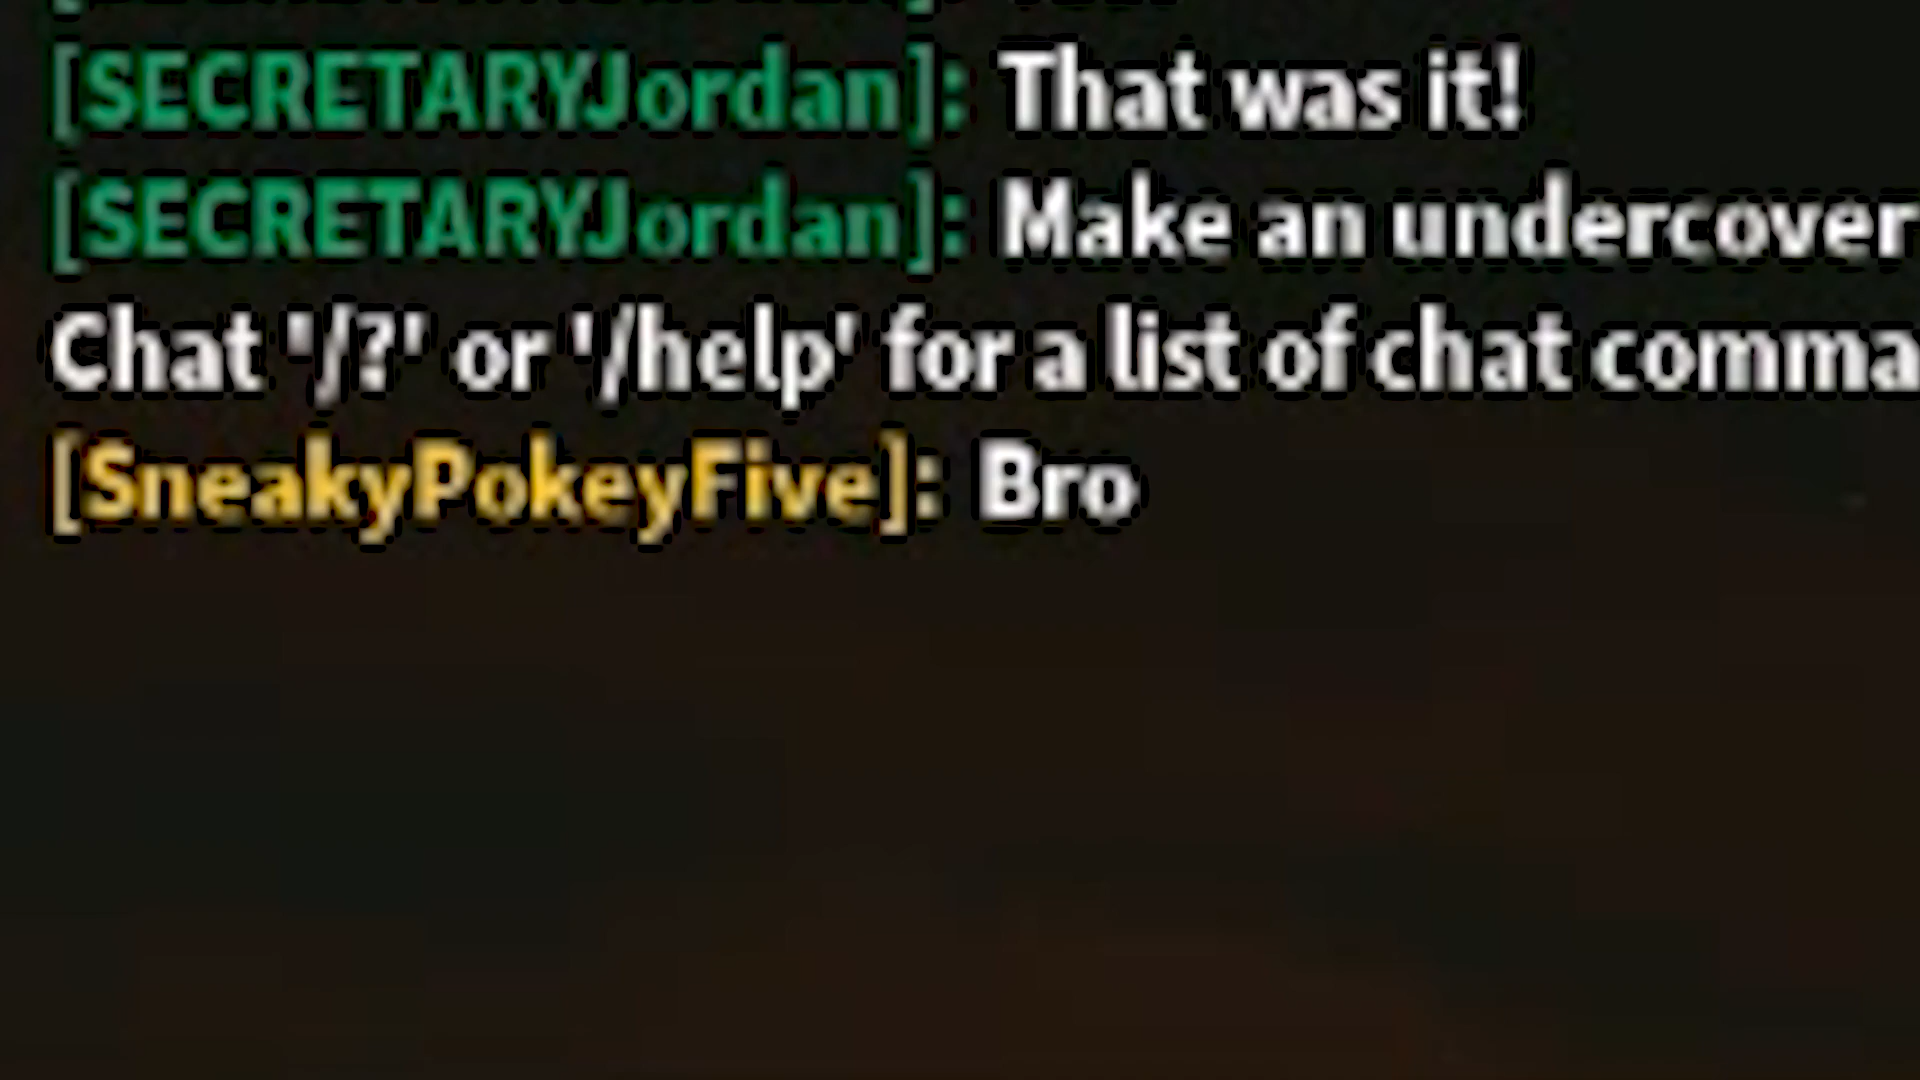 [SECRETARYJordan]: That was it!
[SECRETARYJordan]: Make an undercover
Chat '/?' or '/help' for a list of chat comma
[SneakyPokeyFive]: Bro